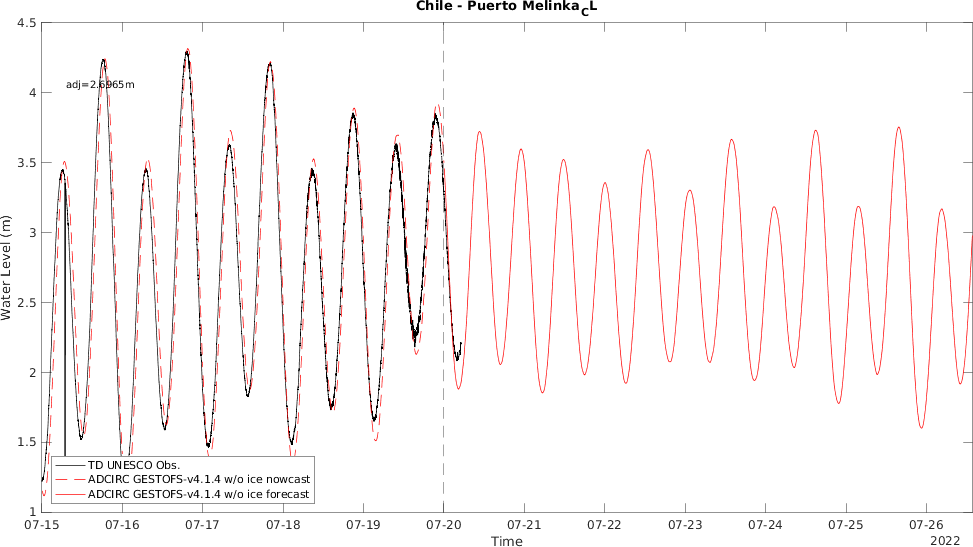 Chile - Puerto Melinka_CL
4.5
4
3.5
3
2.5
2
1.5
1
Water Level (m)
adj=2.6965m
TD UNESCO Obs.
ADCIRC GESTOFS-v4.1.4 w/o ice nowcast
ADCIRC GESTOFS-v4.1.4 w/o ice forecast
07-15 07-16 07-17 07-18 07-19 07-20 07-21 07-22 07-23 07-24 07-25 07-26
Time
2022